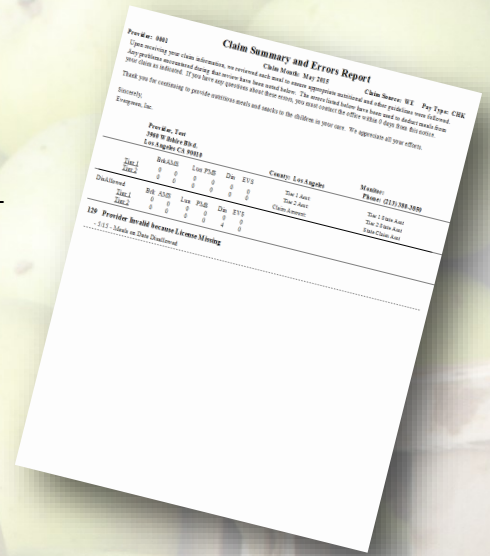 Claim Summary and Errors Report
Provider: 0001
Claim Month: May 2015
Claim Source: WE Pay Type: CHK
Upon receiving your claim information, we reviewed each meal to ensure appropriate nutritional and other guidelines were followed.
Any problems encountered during that review have been noted below. The errors listed below have been used to deduct meals from
your claim as indicated. If you have any questions about these errors, you must contact the office within 0 days from this notice.
Thank you for continuing to provide nutritious meals and snacks to the children in your care. We appreciate all your efforts.
Sincerely,
Evergreen, Inc.
Provider, Test
3900 Wilshire Blvd.
Los Angeles CA 90010
County: Los Angeles
Monitor:
Phone: (213) 380-3850
Brk AMS Lun PMS Din EVS
Tier 1 0 0 0 0 0 0
Tier 2 0 0 0 0 0 0
Tier 1 Amt
Tier 2 Amt
Claim Amount:
Tier 1 State Amt
Tier 2 State Amt
State Claim Amt
Disallowed
Brk AMS Lun PMS Din EVS
Tier 1 0 0 0 0 0 0
Tier 2 0 0 0 0 4 0
120 Provider Invalid because License Missing
- 5/15 - Meals on Date Disallowed